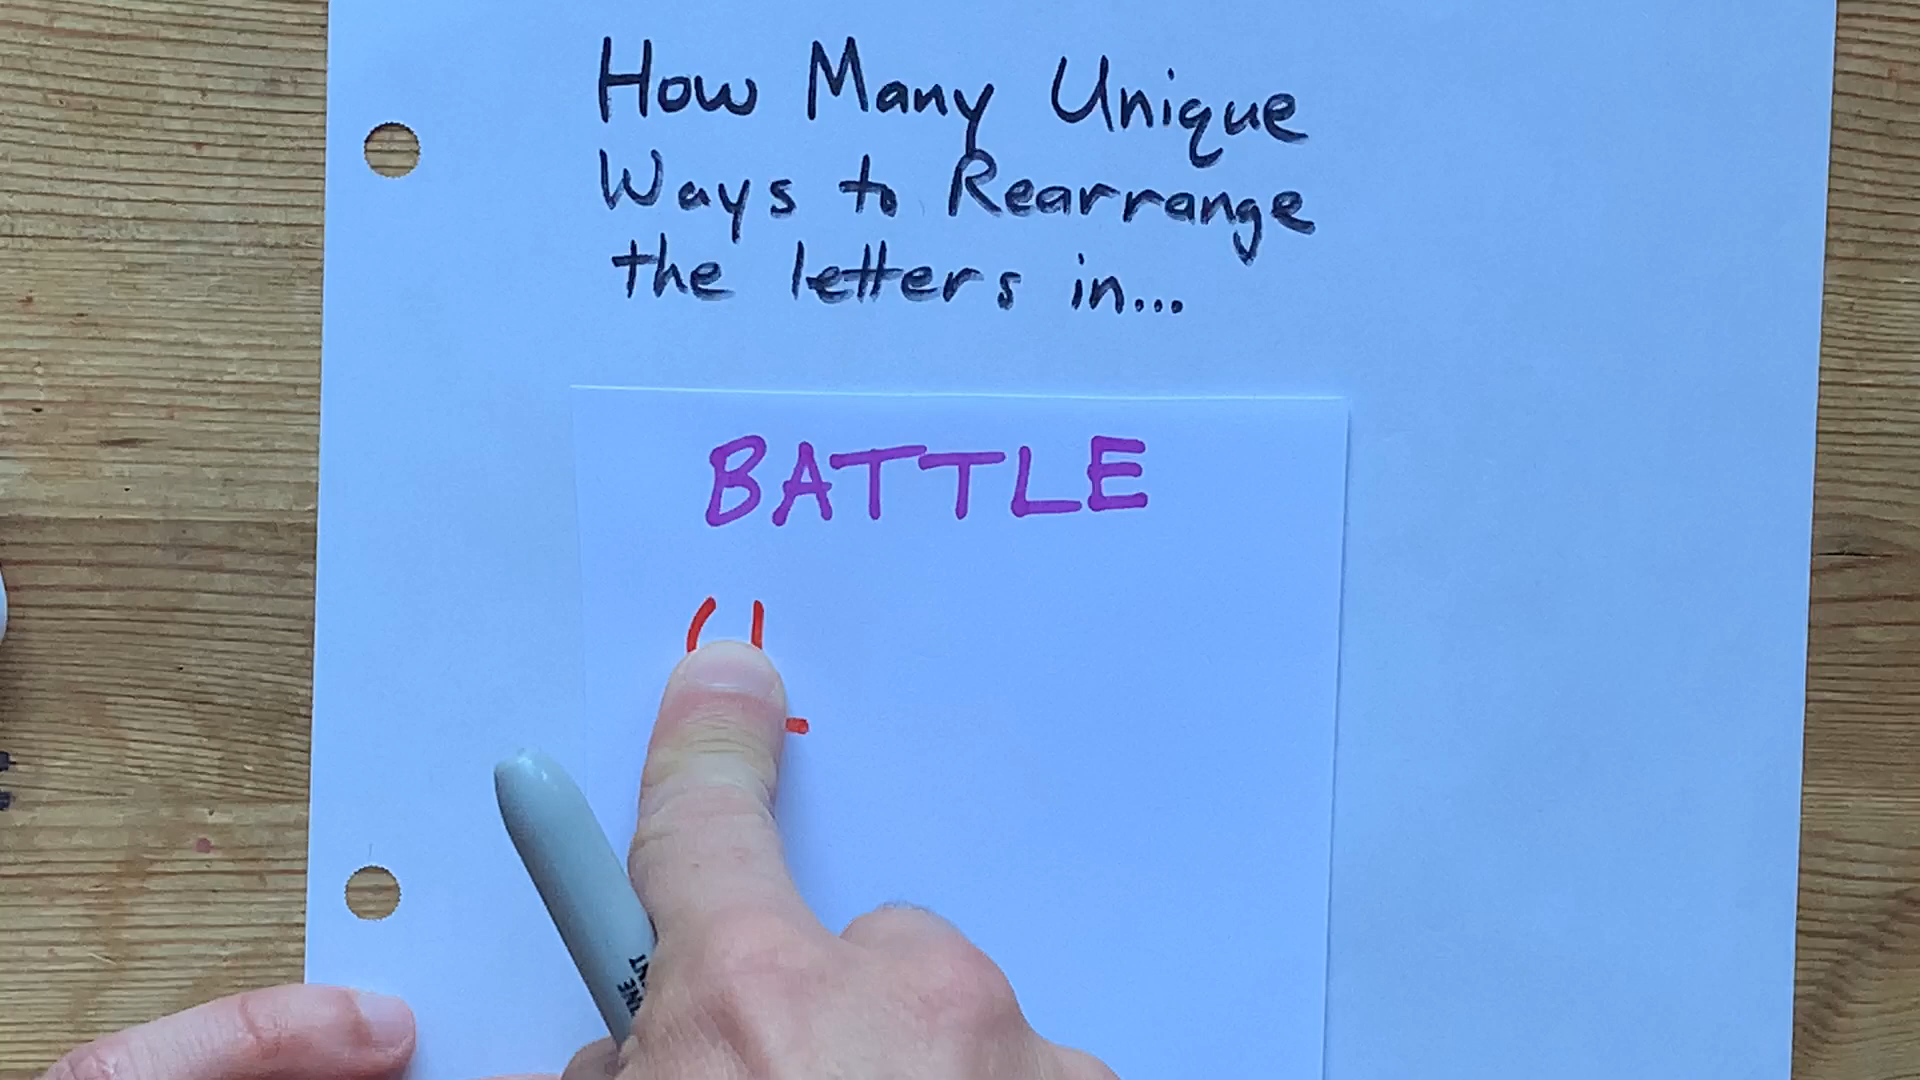 How Many Unique
Ways to Rearrange
the letters in...
BATTLE